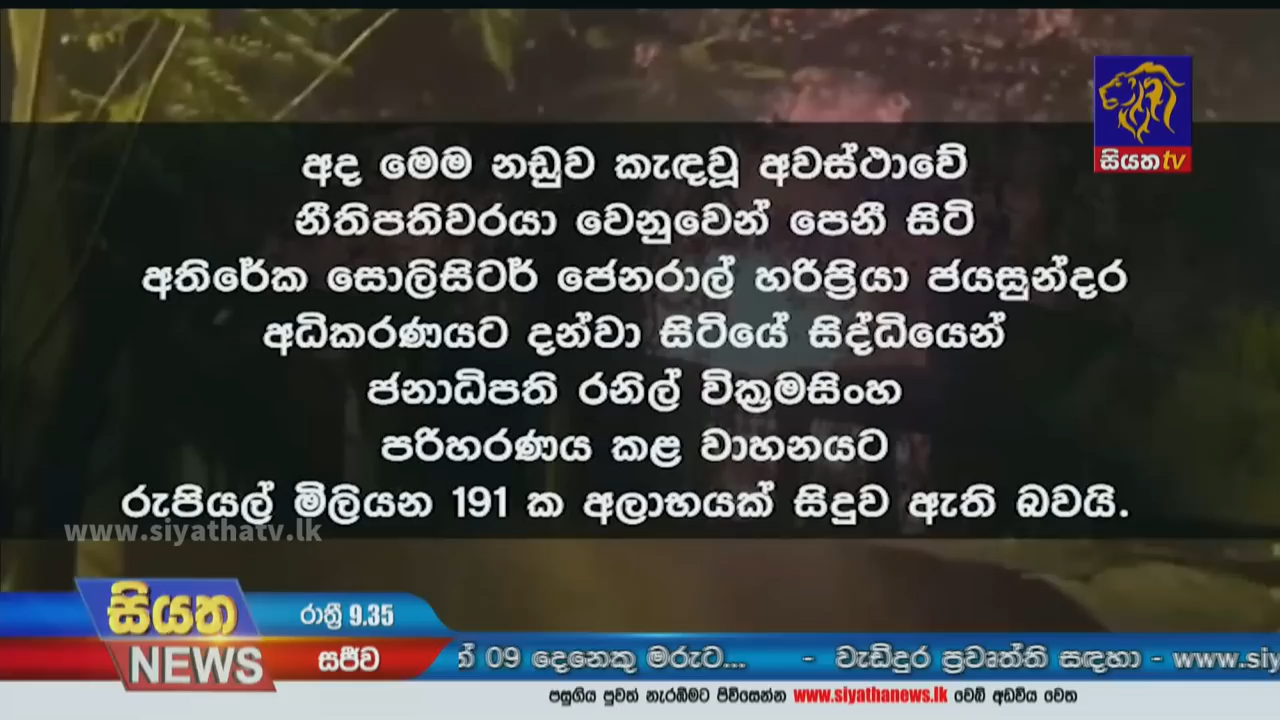 සියත tv
අද මෙම නඩුව කැඳවූ අවස්ථාවේ
නීතිපතිවරයා වෙනුවෙන් පෙනී සිටි
අතිරේක සොලිසිටර් ජෙනරාල් හරිප්‍රියා ජයසුන්දර
අධිකරණයට දන්වා සිටියේ සිද්ධියෙන්
ජනාධිපති රනිල් වික්‍රමසිංහ
පරිහරණය කළ වාහනයට
රුපියල් මිලියන 191 ක අලාභයක් සිදුව ඇති බවයි.
www.siyathatv.lk
සියත
NEWS
රාත්‍රී 9.35
සජීව
09 දෙනෙකු මරුට... - වැඩිදුර ප්‍රවෘත්ති සඳහා - www.siy
පසුගිය පුවත් නැරඹීමට පිවිසෙන්න www.siyathanews.lk වෙබ් අඩවිය වෙත